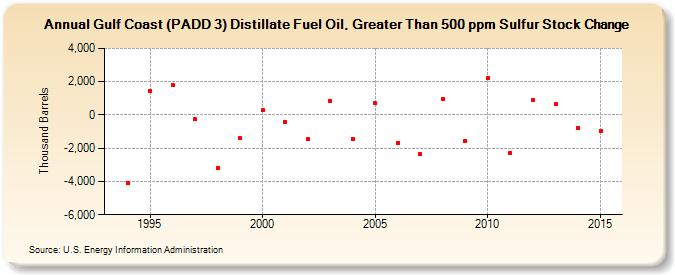 Annual Gulf Coast (PADD 3) Distillate Fuel Oil, Greater Than 500 ppm Sulfur Stock Change
Thousand Barrels
4,000
2,000
0
-2,000
-4,000
-6,000
1995 2000 2005 2010 2015
Source: U.S. Energy Information Administration